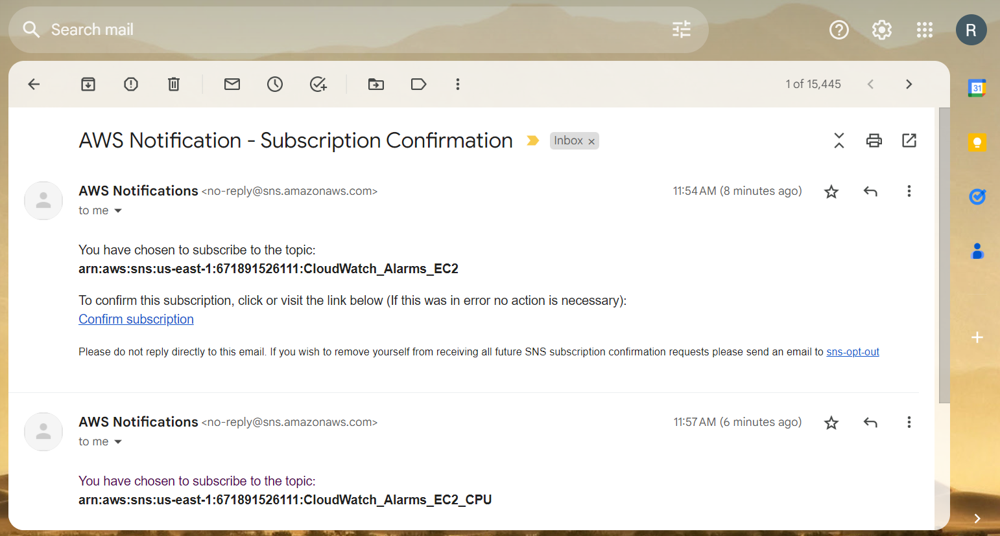 Search mail
R
1 of 15,445
31
AWS Notification - Subscription Confirmation
Inbox ×
AWS Notifications <no-reply@sns.amazonaws.com>
11:54 AM (8 minutes ago)
to me
You have chosen to subscribe to the topic:
arn:aws:sns:us-east-1:671891526111:CloudWatch_Alarms_EC2
To confirm this subscription, click or visit the link below (If this was in error no action is necessary):
Confirm subscription
Please do not reply directly to this email. If you wish to remove yourself from receiving all future SNS subscription confirmation requests please send an email to sns-opt-out
AWS Notifications <no-reply@sns.amazonaws.com>
11:57 AM (6 minutes ago)
to me
You have chosen to subscribe to the topic:
arn:aws:sns:us-east-1:671891526111:CloudWatch_Alarms_EC2_CPU